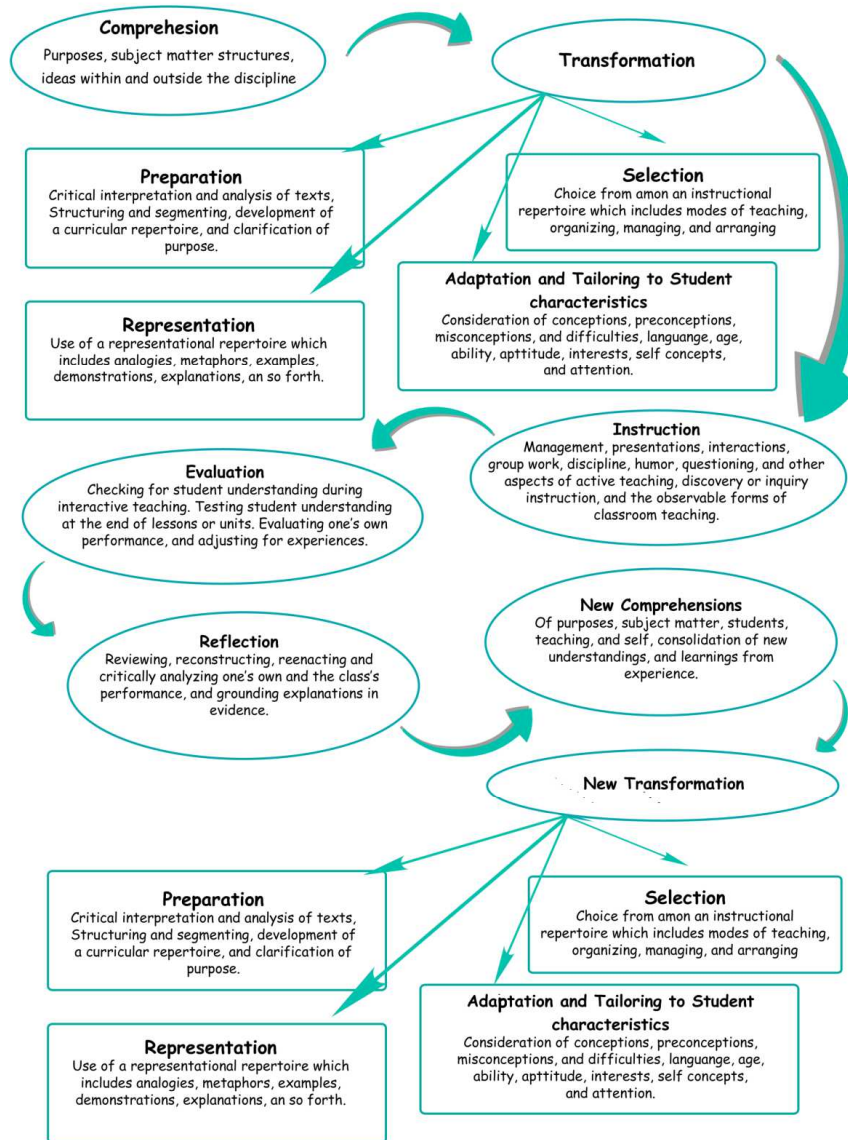 Comprehesion
Purposes, subject matter structures,
ideas within and outside the discipline
Transformation
Preparation
Critical interpretation and analysis of texts,
Structuring and segmenting, development of
a curricular repertoire, and clarification of
purpose.
Selection
Choice from amon an instructional
repertoire which includes modes of teaching,
organizing, managing, and arranging
Representation
Use of a representational repertoire which
includes analogies, metaphors, examples,
demonstrations, explanations, an so forth.
Adaptation and Tailoring to Student
characteristics
Consideration of conceptions, preconceptions,
misconceptions, and difficulties, language, age,
ability, apttitude, interests, self concepts,
and attention.
Instruction
Management, presentations, interactions,
group work, discipline, humor, questioning, and other
aspects of active teaching, discovery or inquiry
instruction, and the observable forms of
classroom teaching.
Evaluation
Checking for student understanding during
interactive teaching. Testing student understanding
at the end of lessons or units. Evaluating one's own
performance, and adjusting for experiences.
Reflection
Reviewing, reconstructing, reenacting and
critically analyzing one's own and the class's
performance, and grounding explanations in
evidence.
New Comprehensions
Of purposes, subject matter, students,
teaching, and self, consolidation of new
understandings, and learnings from
experience.
New Transformation
Preparation
Critical interpretation and analysis of texts,
Structuring and segmenting, development of
a curricular repertoire, and clarification of
purpose.
Selection
Choice from amon an instructional
repertoire which includes modes of teaching,
organizing, managing, and arranging
Representation
Use of a representational repertoire which
includes analogies, metaphors, examples,
demonstrations, explanations, an so forth.
Adaptation and Tailoring to Student
characteristics
Consideration of conceptions, preconceptions,
misconceptions, and difficulties, languange, age,
ability, apttitude, interests, self concepts,
and attention.